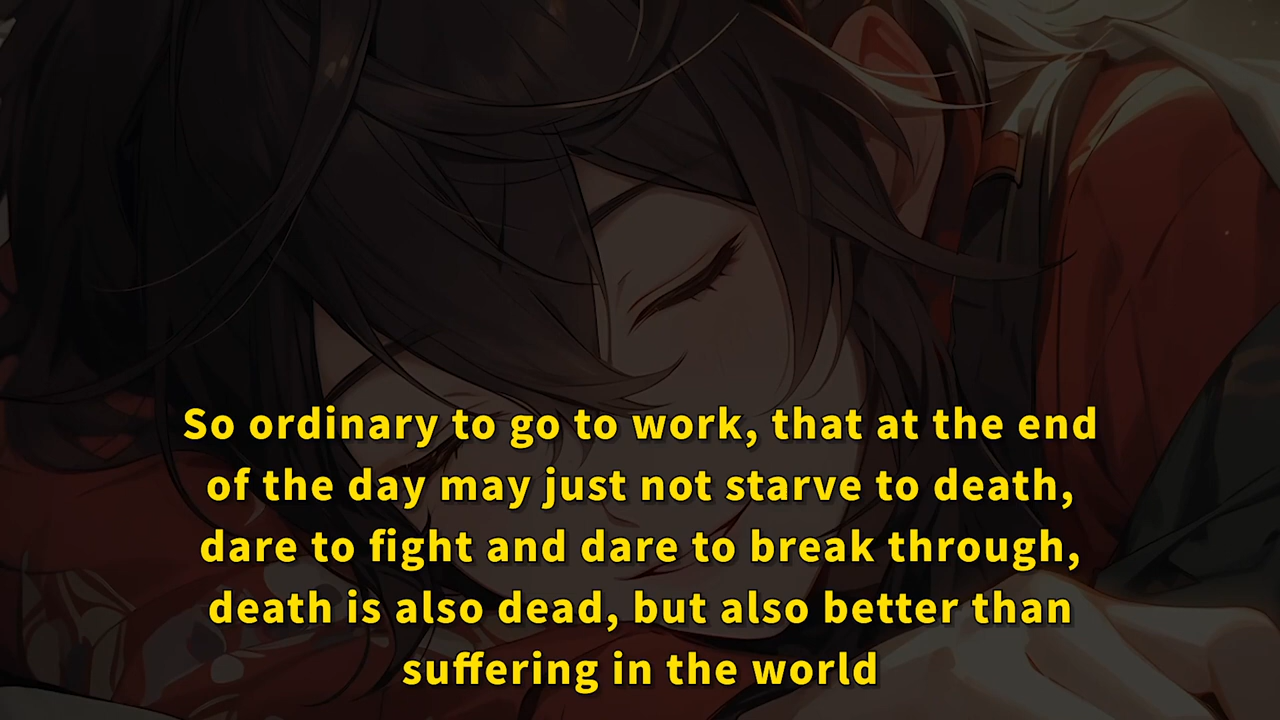 So ordinary to go to work, that at the end
of the day may just not starve to death,
dare to fight and dare to break through,
death is also dead, but also better than
suffering in the world